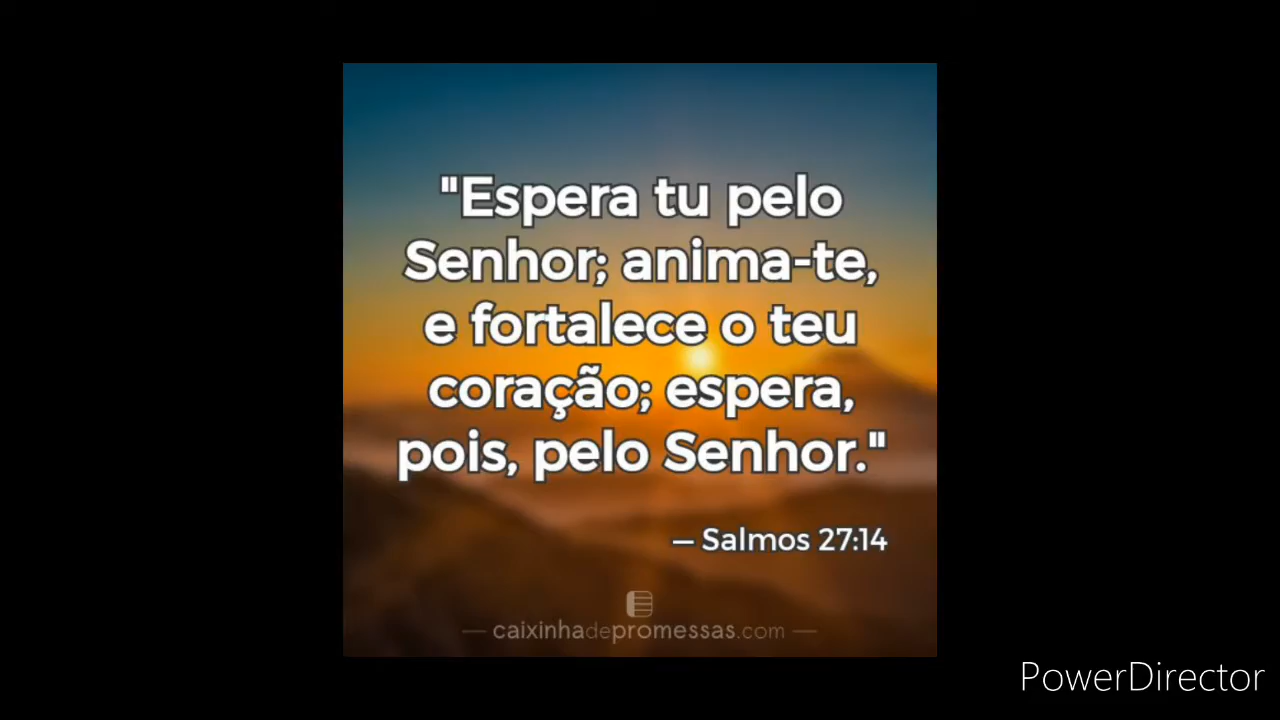 "Espera tu pelo
Senhor; anima-te,
e fortalece o teu
coração; espera,
pois, pelo Senhor."
— Salmos 27:14
— caixinhadepromessas.com —
PowerDirector